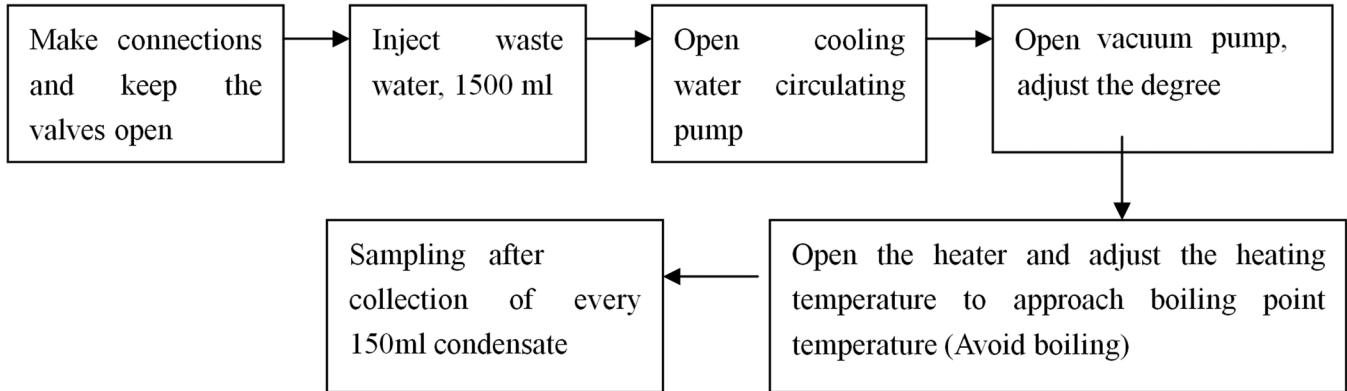 Make connections
and keep the
valves open
Inject waste
water, 1500 ml
Open cooling
water circulating
pump
Open vacuum pump,
adjust the degree
Open the heater and adjust the heating
temperature to approach boiling point
temperature (Avoid boiling)
Sampling after
collection of every
150ml condensate